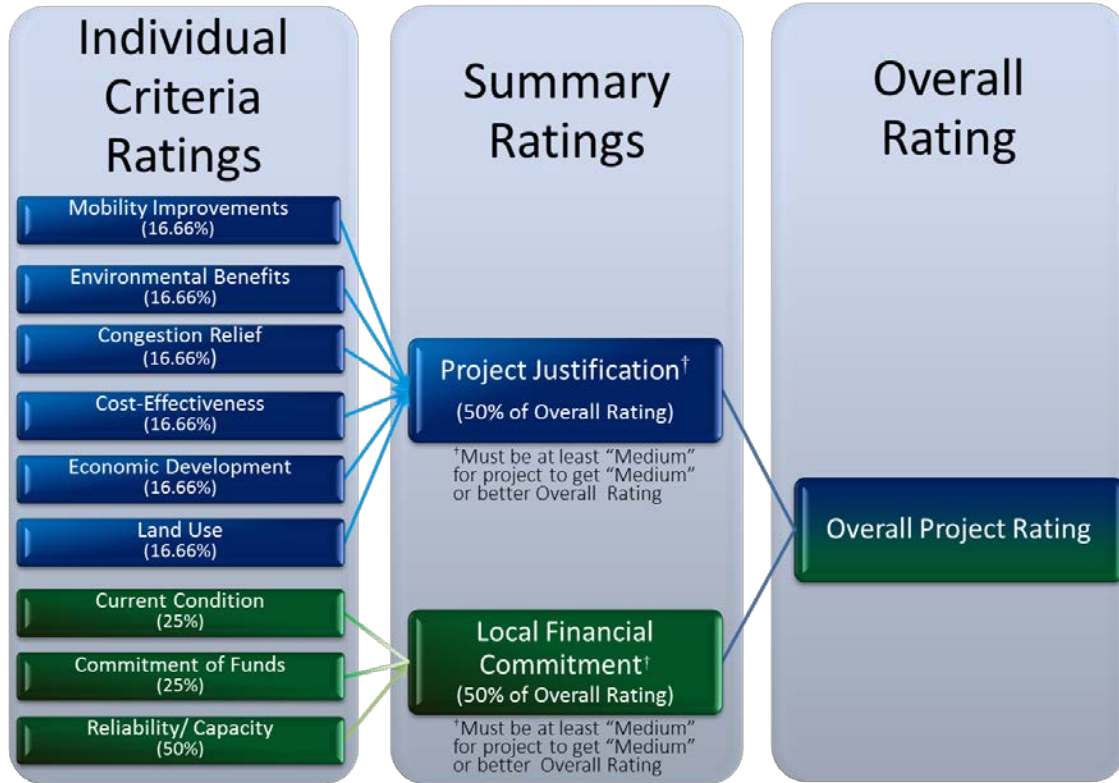 Individual
Criteria
Ratings
Mobility Improvements
(16.66%)
Environmental Benefits
(16.66%)
Congestion Relief
(16.66%)
Cost-Effectiveness
(16.66%)
Economic Development
(16.66%)
Land Use
(16.66%)
Current Condition
(25%)
Commitment of Funds
(25%)
Reliability/ Capacity
(50%)
Summary
Ratings
Project Justification†
(50% of Overall Rating)
†Must be at least “Medium”
for project to get “Medium”
or better Overall Rating
Local Financial
Commitment†
(50% of Overall Rating)
†Must be at least “Medium”
for project to get “Medium”
or better Overall Rating
Overall
Rating
Overall Project Rating